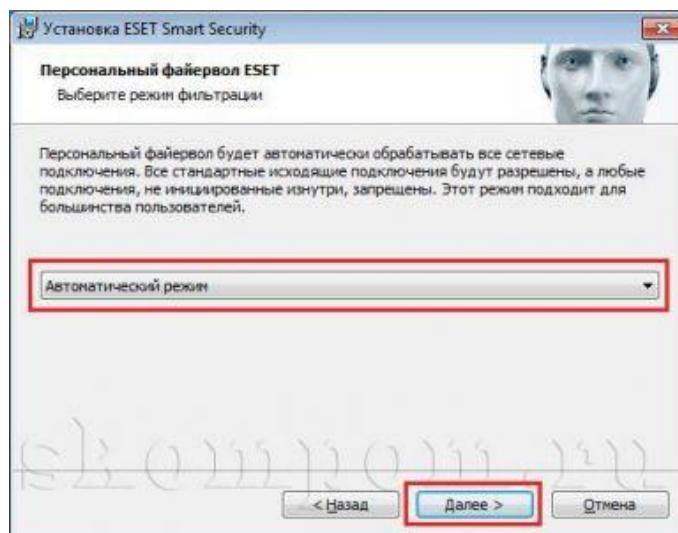 Установка ESET Smart Security
Персональный файервол ESET
Выберите режим фильтрации
Персональный файервол будет автоматически обрабатывать все сетевые
подключения. Все стандартные исходящие подключения будут разрешены, а любые
подключения, не инициированные изнутри, запрещены. Этот режим подходит для
большинства пользователей.
Автоматический режим
skompom.ru
< Назад
Далее >
Отмена